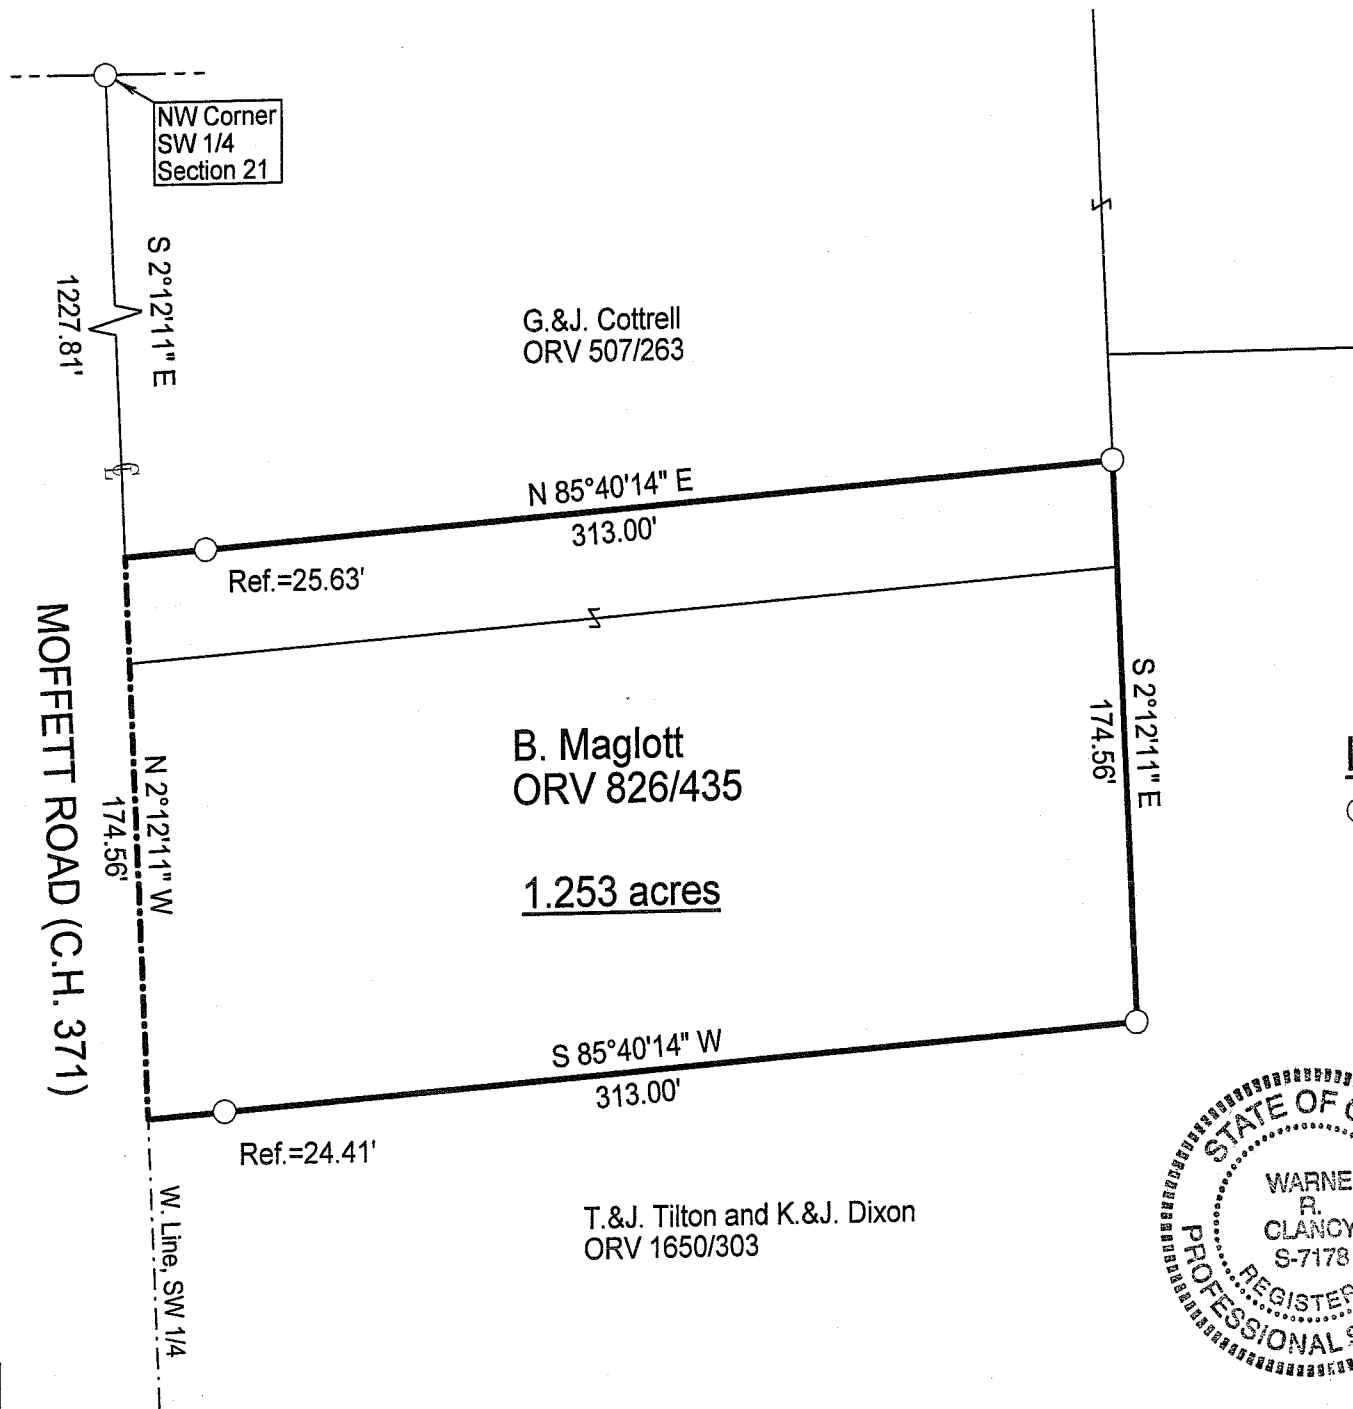 NW Corner
SW 1/4
Section 21
S 2°12'11" E
1227.81'
G.&J. Cottrell
ORV 507/263
N 85°40'14" E
313.00'
Ref.=25.63'
MOFFETT ROAD (C.H. 371)
N 2°12'11" W
174.56'
B. Maglott
ORV 826/435
1.253 acres
S 2°12'11" E
174.56'
S 85°40'14" W
313.00'
Ref.=24.41'
W. Line, SW 1/4
T.&J. Tilton and K.&J. Dixon
ORV 1650/303
STATE OF
WARNE
R.
CLANCY
S-7178
REGISTER
PROFESSIONAL